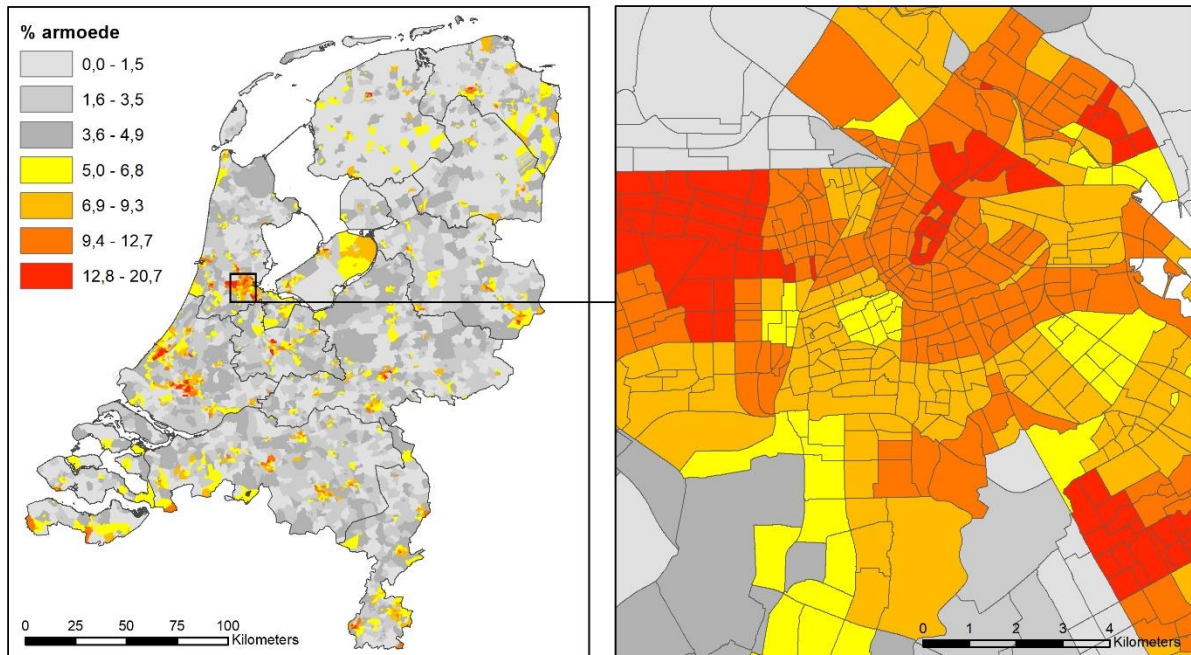 % armoede
0,0 - 1,5
1,6 - 3,5
3,6 - 4,9
5,0 - 6,8
6,9 - 9,3
9,4 - 12,7
12,8 - 20,7
0 25 50 75 100
Kilometers
0 1 2 3 4
Kilometers